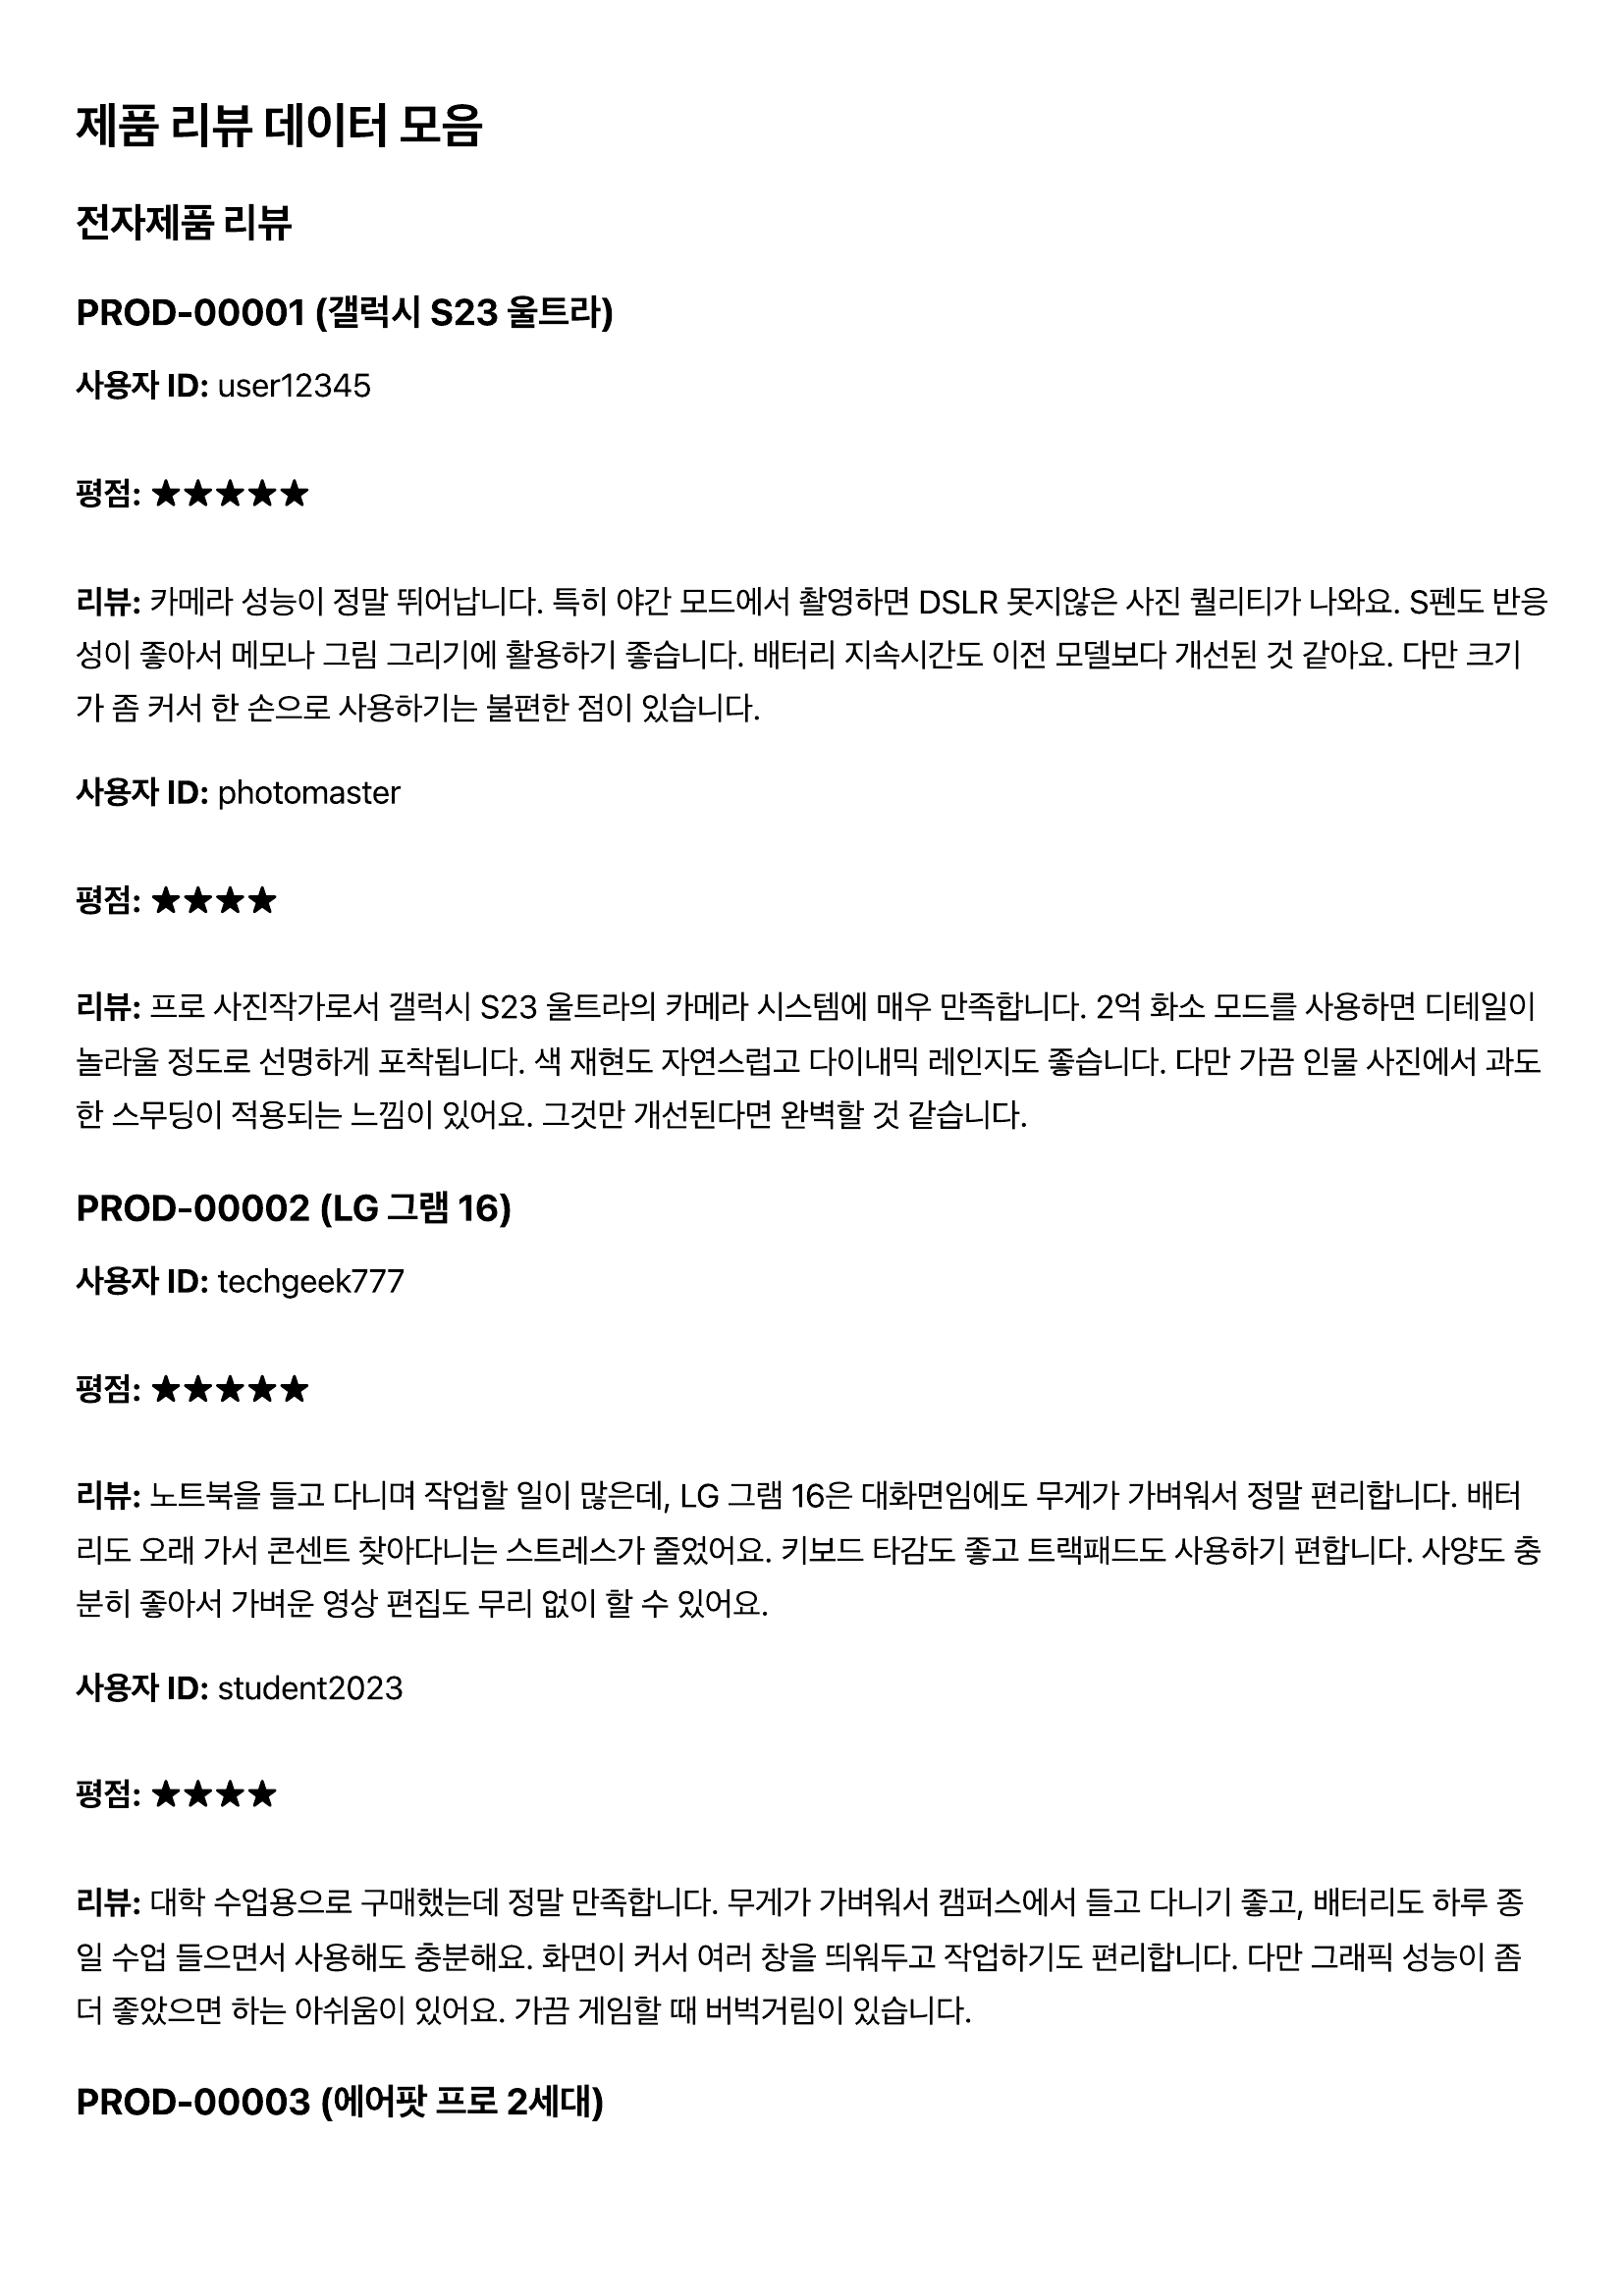 제품 리뷰 데이터 모음
전자제품 리뷰
PROD-00001 (갤럭시 S23 울트라)
사용자 ID: user12345
평점: ★★★★★
리뷰: 카메라 성능이 정말 뛰어납니다. 특히 야간 모드에서 촬영하면 DSLR 못지않은 사진 퀄리티가 나와요. S펜도 반응
성이 좋아서 메모나 그림 그리기에 활용하기 좋습니다. 배터리 지속시간도 이전 모델보다 개선된 것 같아요. 다만 크기
가 좀 커서 한 손으로 사용하기는 불편한 점이 있습니다.
사용자 ID: photomaster
평점: ★★★★
리뷰: 프로 사진작가로서 갤럭시 S23 울트라의 카메라 시스템에 매우 만족합니다. 2억 화소 모드를 사용하면 디테일이
놀라울 정도로 선명하게 포착됩니다. 색 재현도 자연스럽고 다이내믹 레인지도 좋습니다. 다만 가끔 인물 사진에서 과도
한 스무딩이 적용되는 느낌이 있어요. 그것만 개선된다면 완벽할 것 같습니다.
PROD-00002 (LG 그램 16)
사용자 ID: techgeek777
평점: ★★★★★
리뷰: 노트북을 들고 다니며 작업할 일이 많은데, LG 그램 16은 대화면임에도 무게가 가벼워서 정말 편리합니다. 배터
리도 오래 가서 콘센트 찾아다니는 스트레스가 줄었어요. 키보드 타감도 좋고 트랙패드도 사용하기 편합니다. 사양도 충
분히 좋아서 가벼운 영상 편집도 무리 없이 할 수 있어요.
사용자 ID: student2023
평점: ★★★★
리뷰: 대학 수업용으로 구매했는데 정말 만족합니다. 무게가 가벼워서 캠퍼스에서 들고 다니기 좋고, 배터리도 하루 종
일 수업 들으면서 사용해도 충분해요. 화면이 커서 여러 창을 띄워두고 작업하기도 편리합니다. 다만 그래픽 성능이 좀
더 좋았으면 하는 아쉬움이 있어요. 가끔 게임할 때 버벅거림이 있습니다.
PROD-00003 (에어팟 프로 2세대)